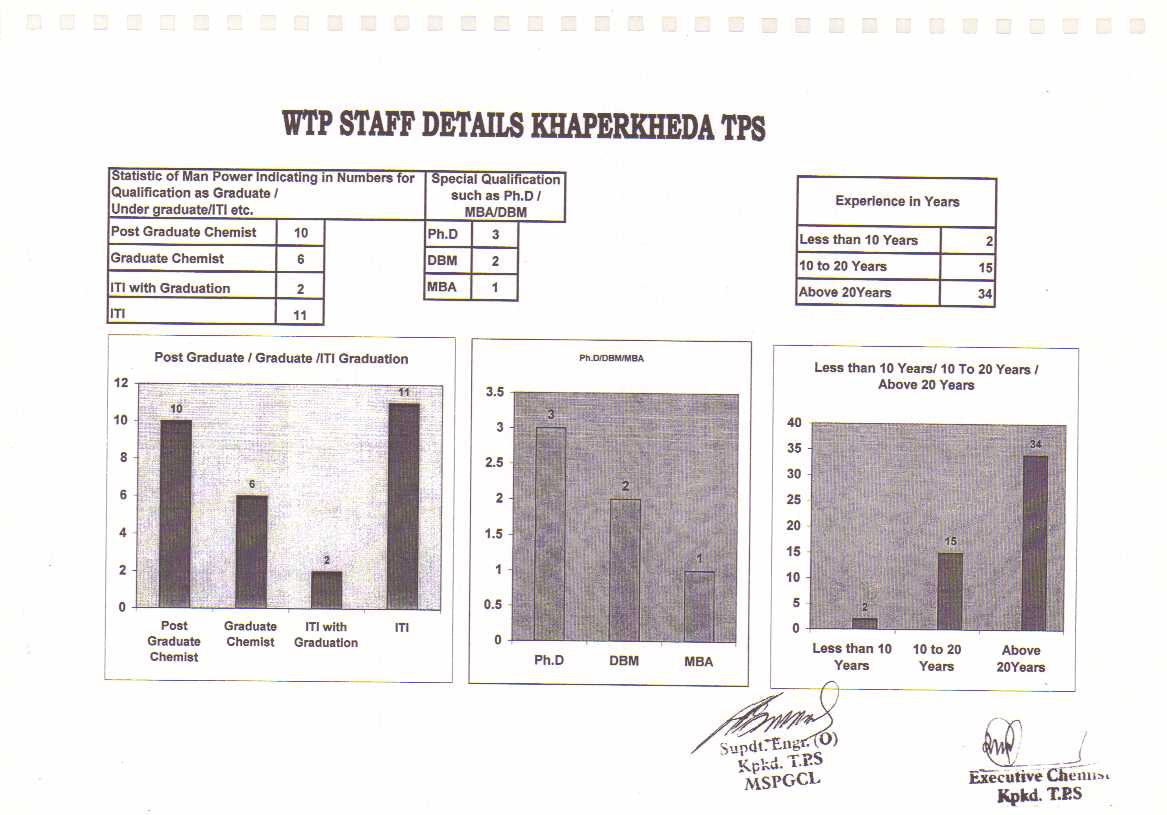 WTP STAFF DETAILS KHAPERKHEDA TPS
Statistic of Man Power Indicating in Numbers for
Qualification as Graduate /
Under graduate/ITI etc.
Post Graduate Chemist 10
Graduate Chemist 6
ITI with Graduation 2
ITI 11
Special Qualification
such as Ph.D /
MBA/DBM
Ph.D 3
DBM 2
MBA 1
Experience in Years
Less than 10 Years 2
10 to 20 Years 15
Above 20Years 34
Post Graduate / Graduate /ITI Graduation
12
10
8
6
4
2
0
10
6
2
11
Post
Graduate
Chemist
Graduate
Chemist
ITI with
Graduation
ITI
Ph.D/DBM/MBA
3.5
3
2.5
2
1.5
1
0.5
0
3
2
1
Ph.D DBM MBA
Less than 10 Years/ 10 To 20 Years /
Above 20 Years
40
35
30
25
20
15
10
5
0
2
15
34
Less than 10
Years
10 to 20
Years
Above
20Years
Supdt. Engr. (O)
Kpkd. T.P.S
MSPGCL
Executive Chemist
Kpkd. T.P.S